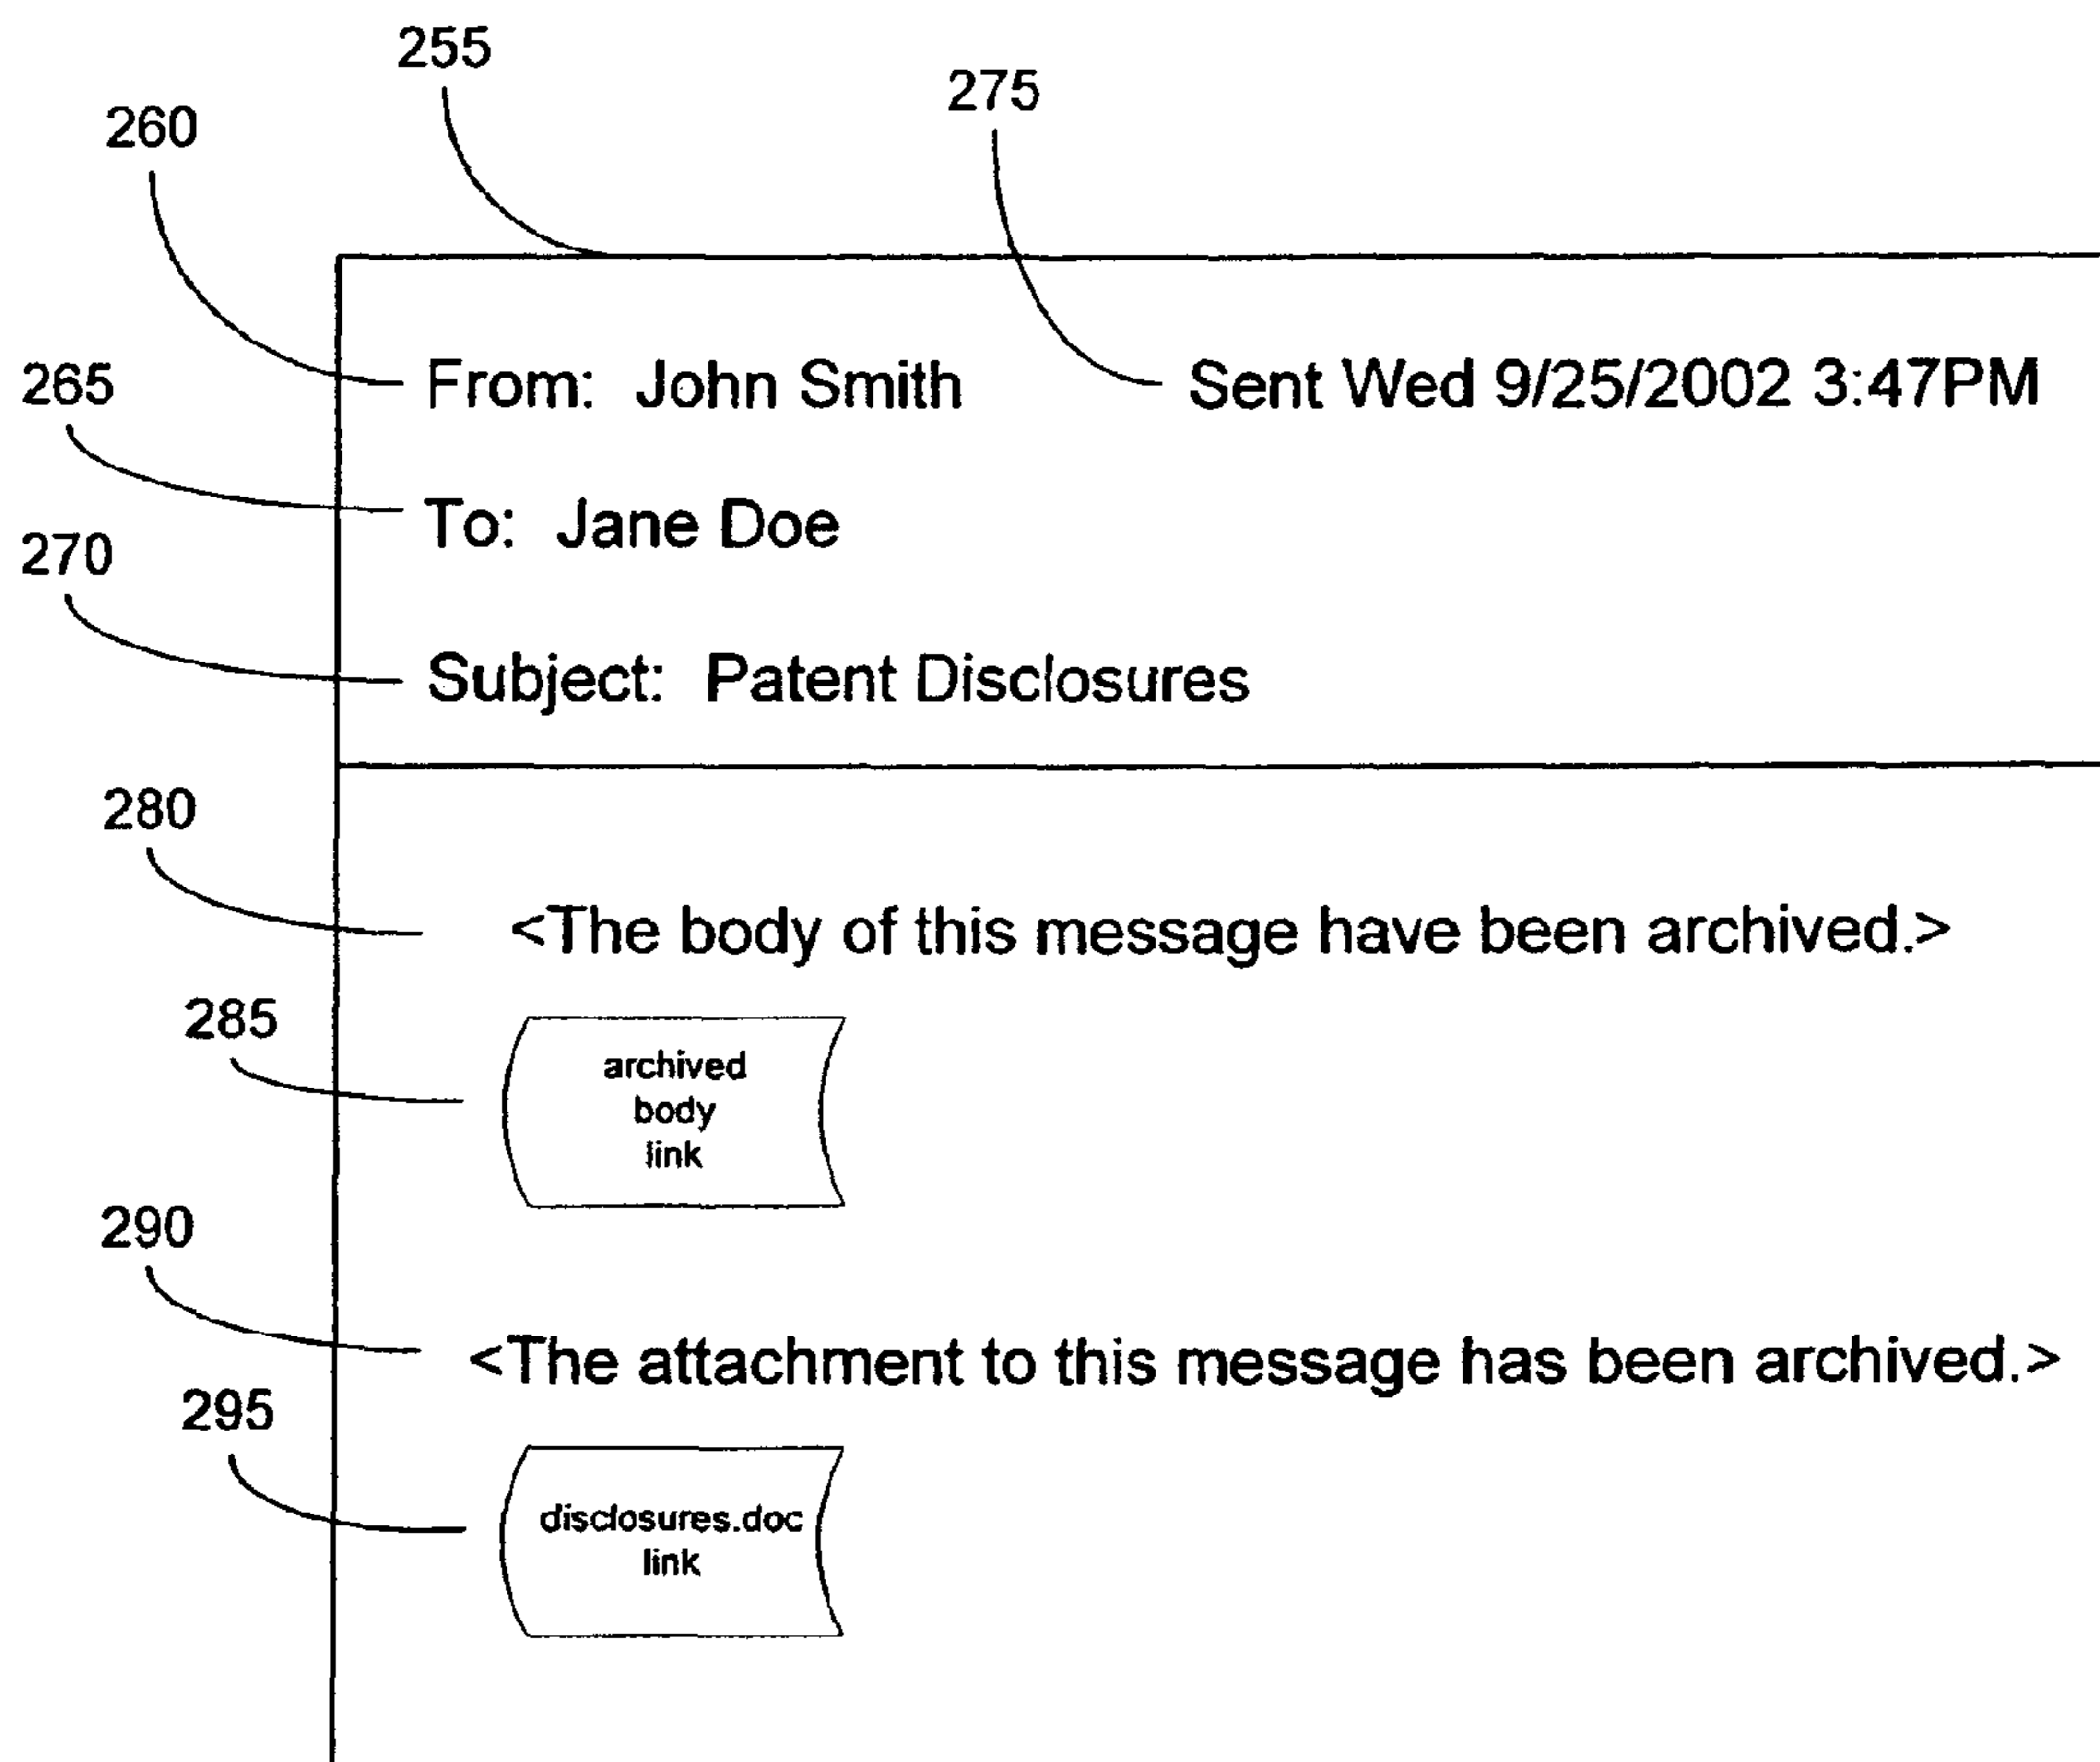 255
275
260
From: John Smith
Sent Wed 9/25/2002 3:47PM
265
To: Jane Doe
270
Subject: Patent Disclosures
280
<The body of this message have been archived.>
285
archived
body
link
290
<The attachment to this message has been archived.>
295
disclosures.doc
link